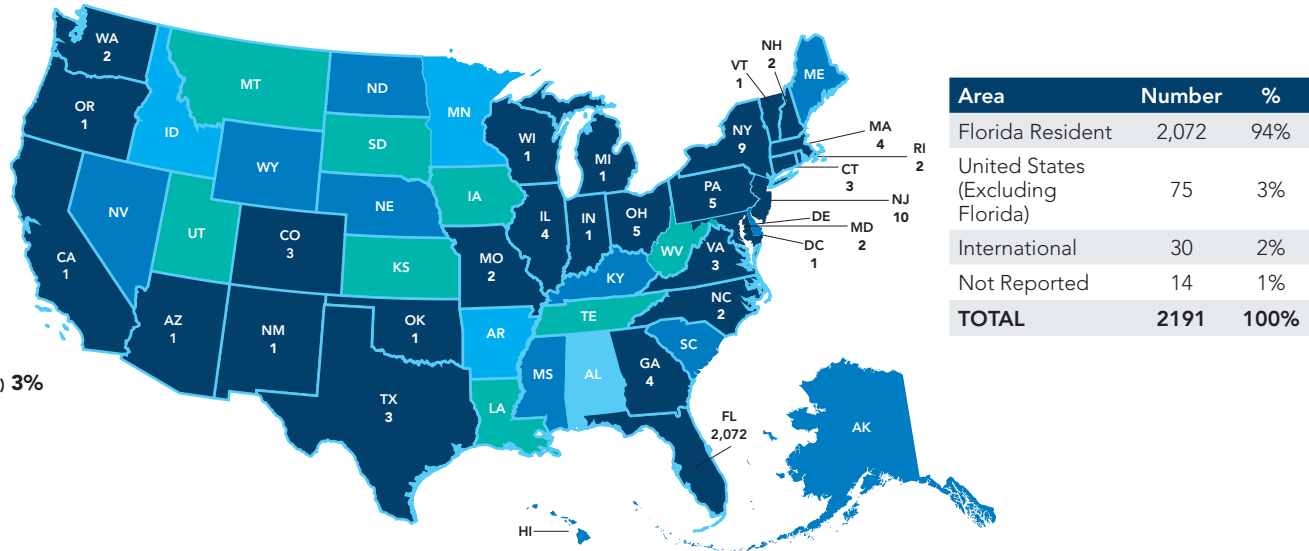 WA
2
OR
1
CA
1
ID
NV
MT
WY
UT
AZ
1
CO
3
NM
1
ND
SD
NE
KS
OK
1
TX
3
MN
IA
MO
2
AR
LA
WI
1
IL
4
MI
1
IN
1
OH
5
KY
TE
MS
AL
GA
4
FL
2,072
SC
NC
2
VA
3
WV
PA
5
NY
9
VT
1
NH
2
ME
MA
4
RI
2
CT
3
NJ
10
DE
MD
2
DC
1
HI
AK
) 3%
Area Number %
Florida Resident 2,072 94%
United States
(Excluding 75 3%
Florida)
International 30 2%
Not Reported 14 1%
TOTAL 2191 100%